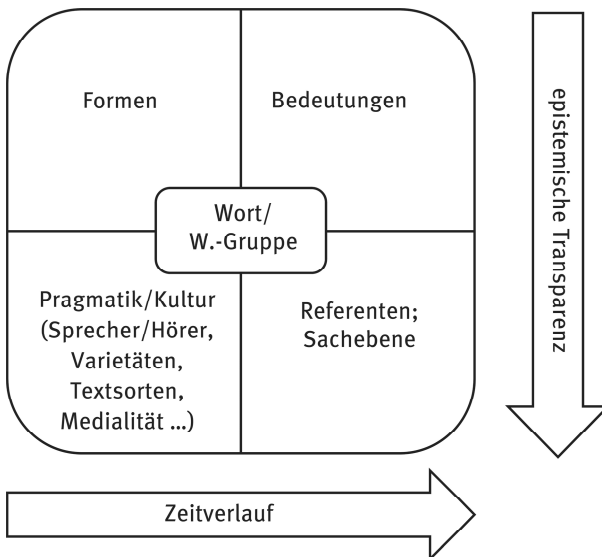 Formen
Bedeutungen
Wort/
W.-Gruppe
Pragmatik/Kultur
(Sprecher/Hörer,
Varietäten,
Textsorten,
Medialität ...)
Referenten;
Sachebene
epistemische Transparenz
Zeitverlauf